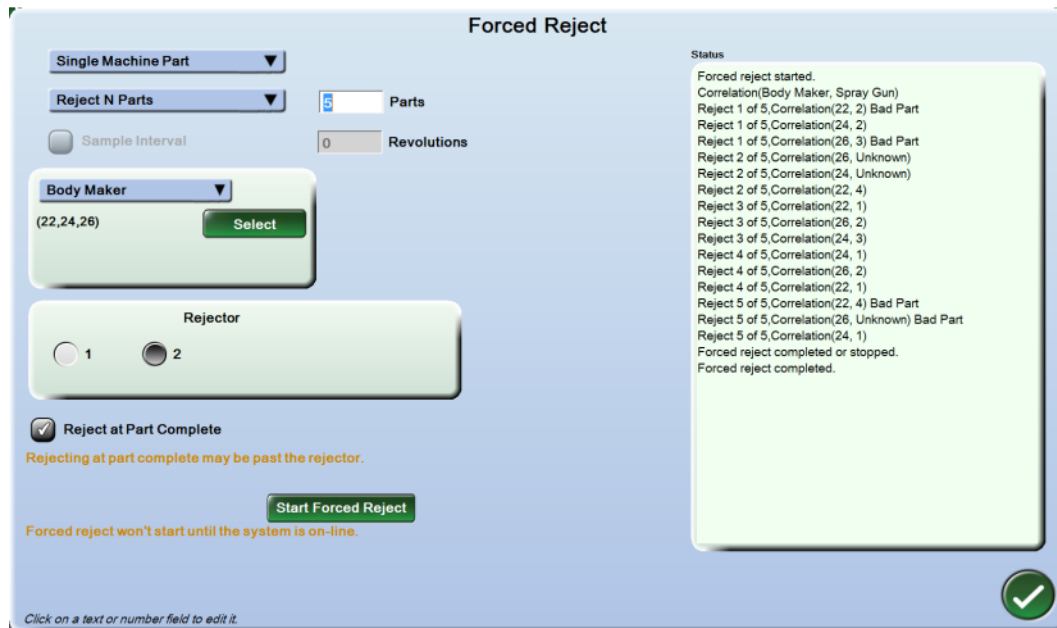 Forced Reject
Single Machine Part
Reject N Parts
5 Parts
Sample Interval
0 Revolutions
Body Maker
(22,24,26)
Select
Rejector
1
2
Reject at Part Complete
Rejecting at part complete may be past the rejector.
Start Forced Reject
Forced reject won't start until the system is on-line.
Click on a text or number field to edit it.
Status
Forced reject started.
Correlation(Body Maker, Spray Gun)
Reject 1 of 5,Correlation(22, 2) Bad Part
Reject 1 of 5,Correlation(24, 2)
Reject 1 of 5,Correlation(26, 3) Bad Part
Reject 2 of 5,Correlation(26, Unknown)
Reject 2 of 5,Correlation(24, Unknown)
Reject 2 of 5,Correlation(22, 4)
Reject 3 of 5,Correlation(22, 1)
Reject 3 of 5,Correlation(26, 2)
Reject 3 of 5,Correlation(24, 3)
Reject 4 of 5,Correlation(24, 1)
Reject 4 of 5,Correlation(26, 2)
Reject 4 of 5,Correlation(22, 1)
Reject 5 of 5,Correlation(22, 4) Bad Part
Reject 5 of 5,Correlation(26, Unknown) Bad Part
Reject 5 of 5,Correlation(24, 1)
Forced reject completed or stopped.
Forced reject completed.